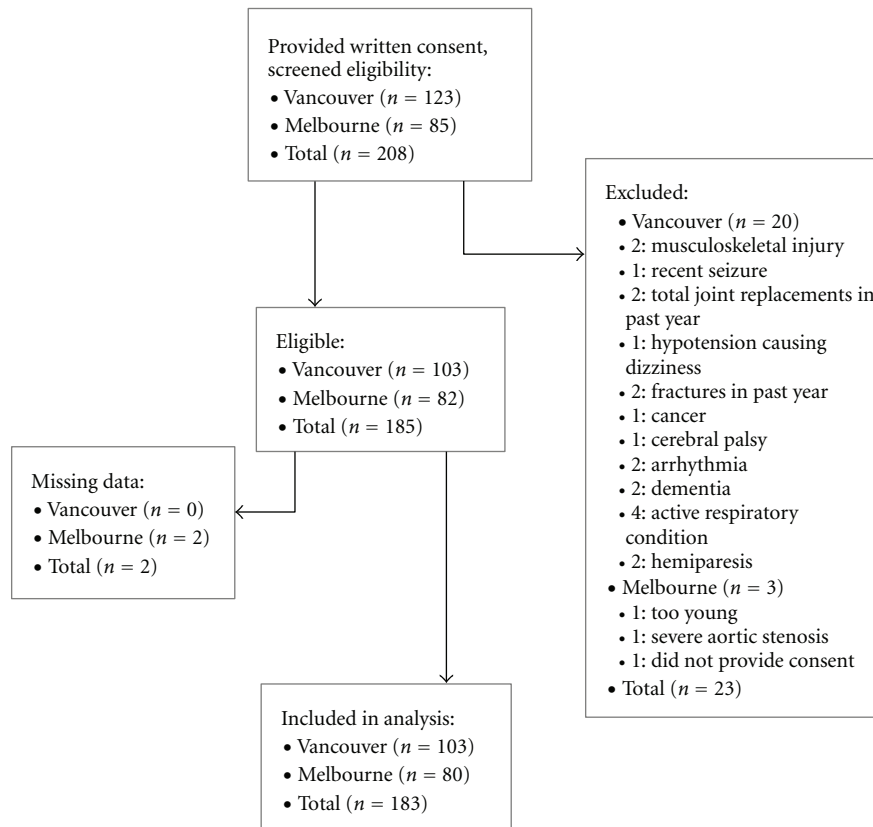 Provided written consent,
screened eligibility:
• Vancouver (n = 123)
• Melbourne (n = 85)
• Total (n = 208)
Excluded:
• Vancouver (n = 20)
• 2: musculoskeletal injury
• 1: recent seizure
• 2: total joint replacements in
past year
• 1: hypotension causing
dizziness
• 2: fractures in past year
• 1: cancer
• 1: cerebral palsy
• 2: arrhythmia
• 2: dementia
• 4: active respiratory
condition
• 2: hemiparesis
• Melbourne (n = 3)
• 1: too young
• 1: severe aortic stenosis
• 1: did not provide consent
• Total (n = 23)
Eligible:
• Vancouver (n = 103)
• Melbourne (n = 82)
• Total (n = 185)
Missing data:
• Vancouver (n = 0)
• Melbourne (n = 2)
• Total (n = 2)
Included in analysis:
• Vancouver (n = 103)
• Melbourne (n = 80)
• Total (n = 183)